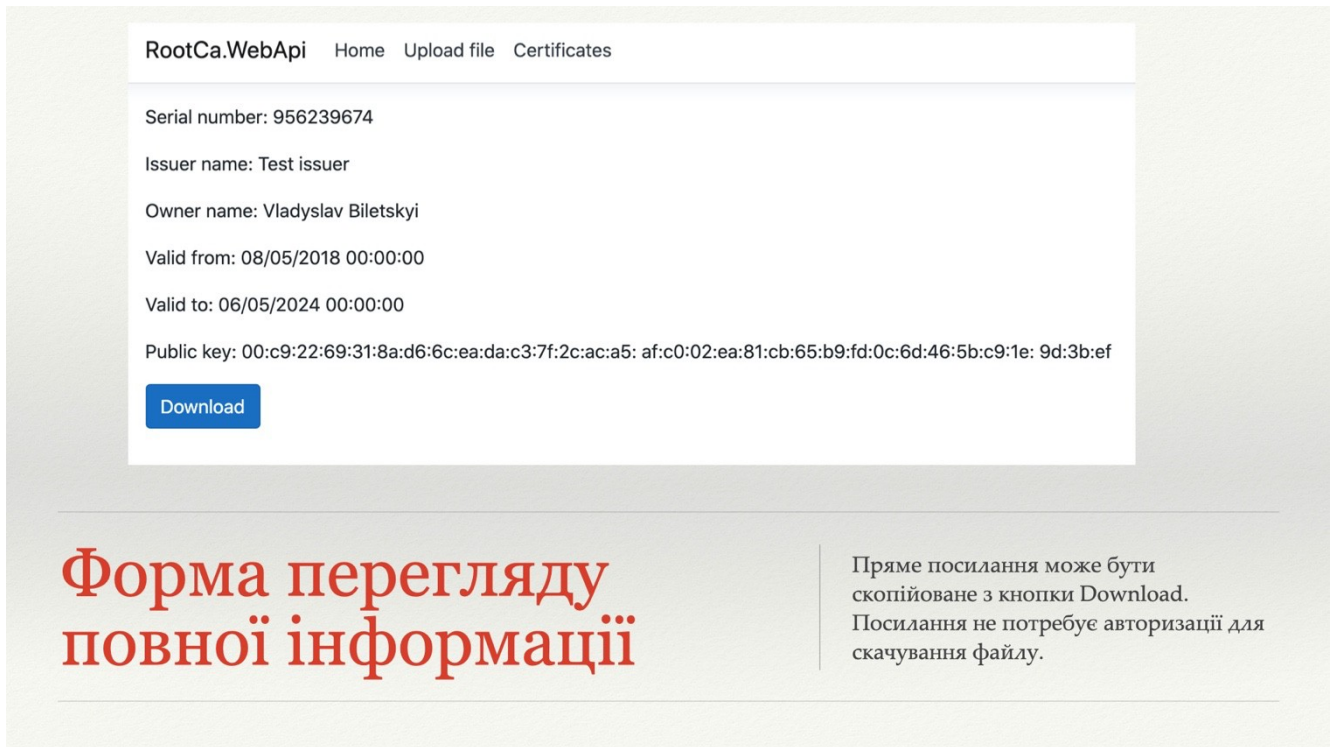 RootCa.WebApi Home Upload file Certificates
Serial number: 956239674
Issuer name: Test issuer
Owner name: Vladyslav Biletskyi
Valid from: 08/05/2018 00:00:00
Valid to: 06/05/2024 00:00:00
Public key: 00:c9:22:69:31:8a:d6:6c:ea:da:c3:7f:2c:ac:a5: af:c0:02:ea:81:cb:65:b9:fd:0c:6d:46:5b:c9:1e: 9d:3b:ef
Download
Форма перегляду
повної інформації
Пряме посилання може бути
скопійоване з кнопки Download.
Посилання не потребує авторизації для
скачування файлу.